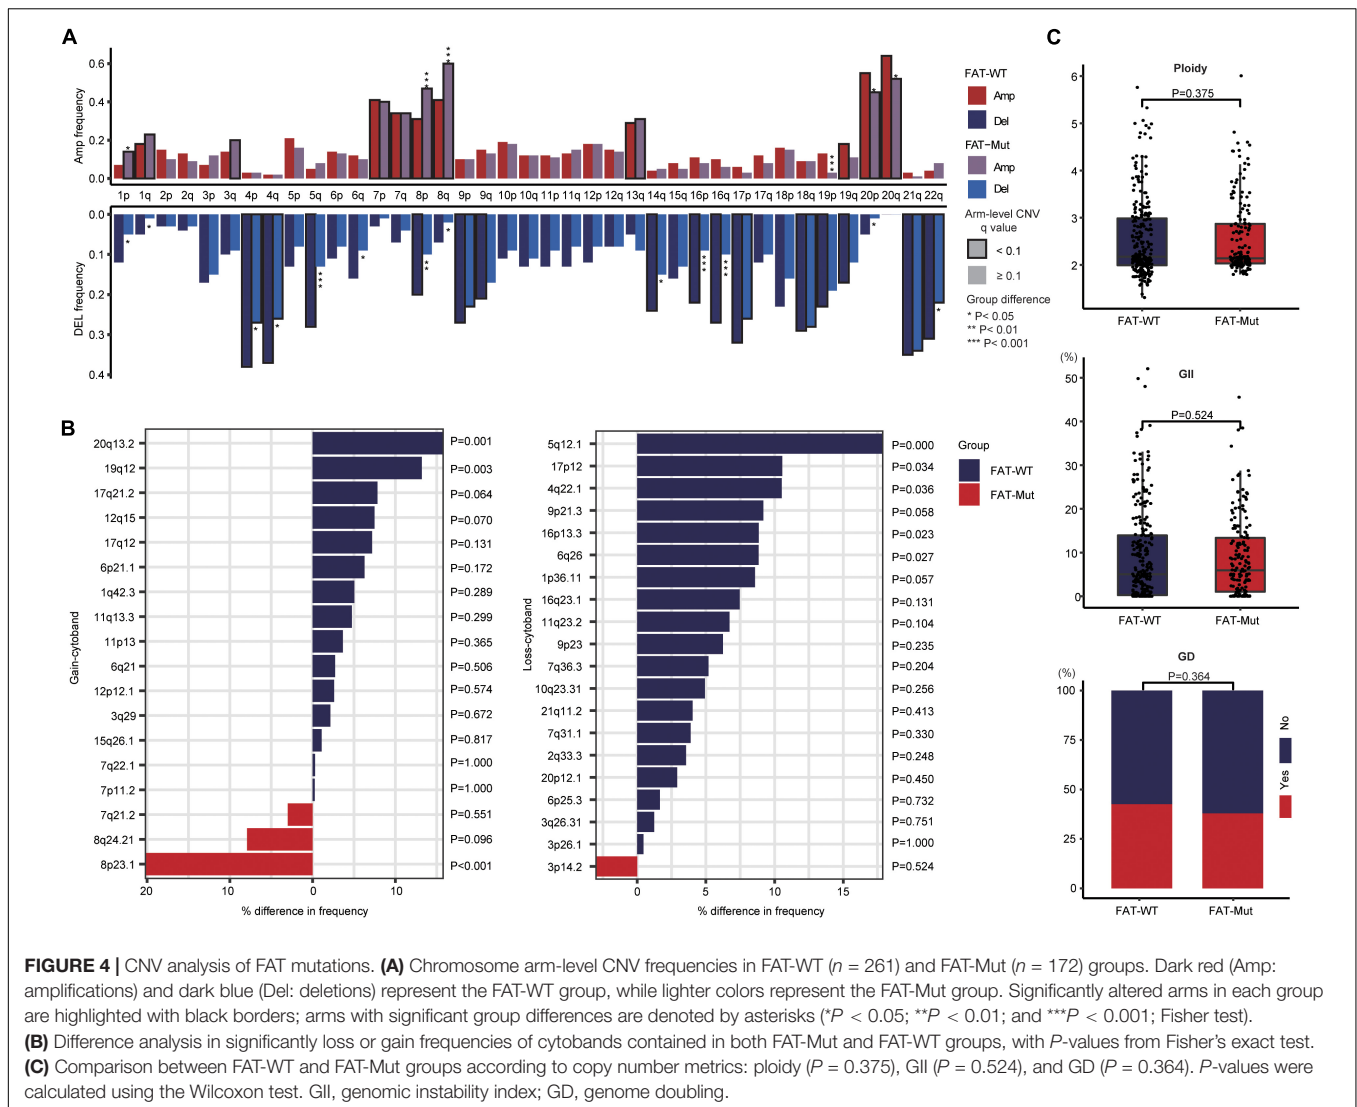 A
Amp frequency
0.6
0.4
0.2
0.0
1p 1q 2p 2q 3p 3q 4p 4q 5p 5q 6p 6q 7p 7q 8p 8q 9p 9q 10p 10q 11p 11q 12p 12q 13q 14q 15q 16p 16q 17p 17q 18p 18q 19p 19q 20p 20q 21q 22q
DEL frequency
0.0
0.1
0.2
0.3
0.4
* *** *** *** * *
* * * * *** * ** * * *** *** * *
FAT-WT
Amp
Del
FAT-Mut
Amp
Del
Arm-level CNV
q value
< 0.1
≥ 0.1
Group difference
* P< 0.05
** P< 0.01
*** P< 0.001
B
Gain-cytoband
20q13.2 P=0.001
19q12 P=0.003
17q21.2 P=0.064
12q15 P=0.070
17q12 P=0.131
6p21.1 P=0.172
1q42.3 P=0.289
11q13.3 P=0.299
11p13 P=0.365
6q21 P=0.506
12p12.1 P=0.574
3q29 P=0.672
15q26.1 P=0.817
7q22.1 P=1.000
7p11.2 P=1.000
7q21.2 P=0.551
8q24.21 P=0.096
8p23.1 P<0.001
20 10 0 10
% difference in frequency
Loss-cytoband
5q12.1 P=0.000
17p12 P=0.034
4q22.1 P=0.036
9p21.3 P=0.058
16p13.3 P=0.023
6q26 P=0.027
1p36.11 P=0.057
16q23.1 P=0.131
11q23.2 P=0.104
9p23 P=0.235
7q36.3 P=0.204
10q23.31 P=0.256
21q11.2 P=0.413
7q31.1 P=0.330
2q33.3 P=0.248
20p12.1 P=0.450
6p25.3 P=0.732
3q26.31 P=0.751
3p26.1 P=1.000
3p14.2 P=0.524
0 5 10 15
% difference in frequency
Group
FAT-WT
FAT-Mut
C
Ploidy
P=0.375
6
5
4
3
2
FAT-WT FAT-Mut
(%)
GII
P=0.524
50
40
30
20
10
0
FAT-WT FAT-Mut
GD
(%)
P=0.364
100
75
50
25
0
FAT-WT FAT-Mut
No
Yes
FIGURE 4 | CNV analysis of FAT mutations. (A) Chromosome arm-level CNV frequencies in FAT-WT (n = 261) and FAT-Mut (n = 172) groups. Dark red (Amp:
amplifications) and dark blue (Del: deletions) represent the FAT-WT group, while lighter colors represent the FAT-Mut group. Significantly altered arms in each group
are highlighted with black borders; arms with significant group differences are denoted by asterisks (*P < 0.05; **P < 0.01; and ***P < 0.001; Fisher test).
(B) Difference analysis in significantly loss or gain frequencies of cytobands contained in both FAT-Mut and FAT-WT groups, with P-values from Fisher's exact test.
(C) Comparison between FAT-WT and FAT-Mut groups according to copy number metrics: ploidy (P = 0.375), GII (P = 0.524), and GD (P = 0.364). P-values were
calculated using the Wilcoxon test. GII, genomic instability index; GD, genome doubling.